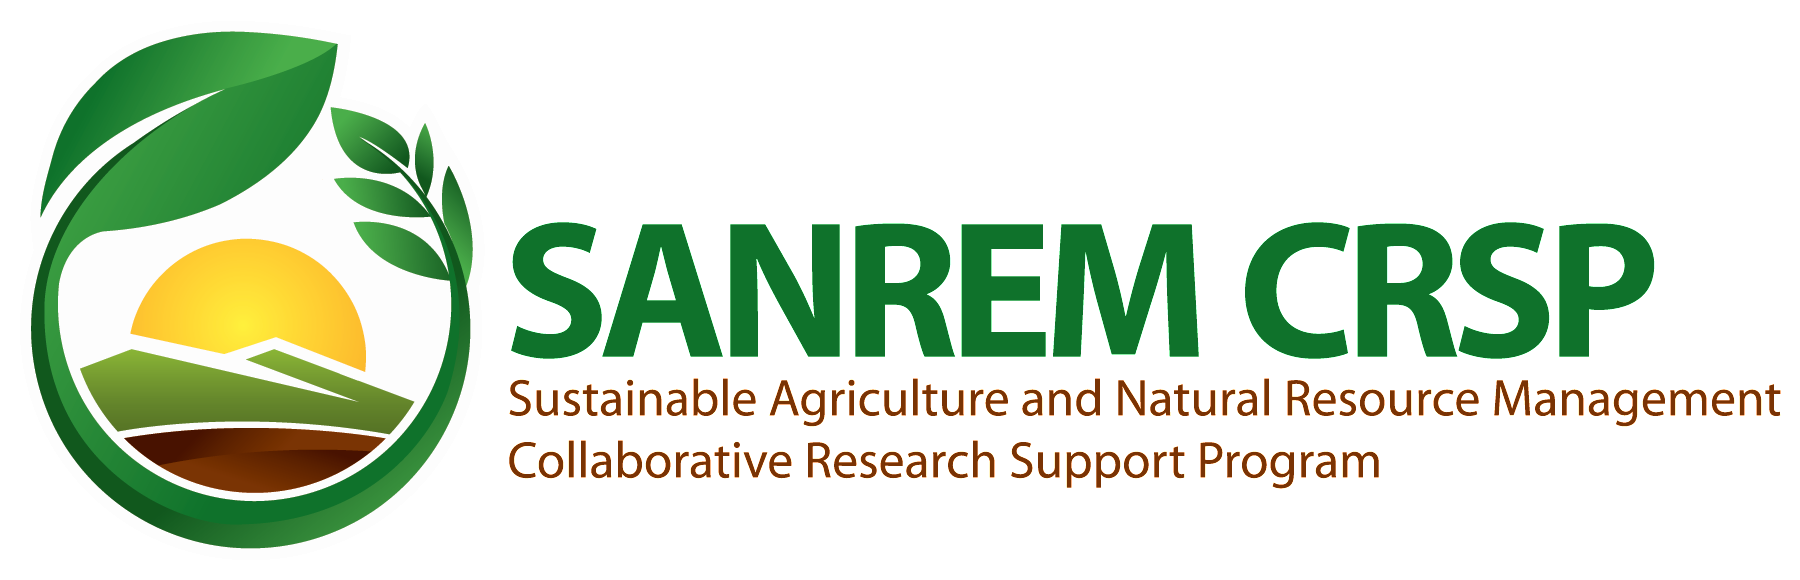 SANREM CRSP
Sustainable Agriculture and Natural Resource Management
Collaborative Research Support Program